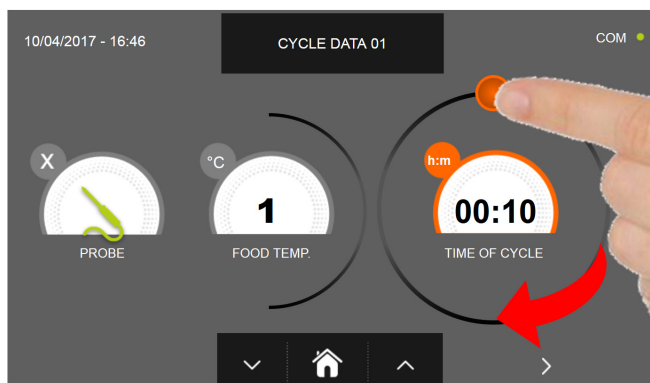 10/04/2017 - 16:46
CYCLE DATA 01
COM
X
°C
h:m
1
00:10
PROBE
FOOD TEMP.
TIME OF CYCLE